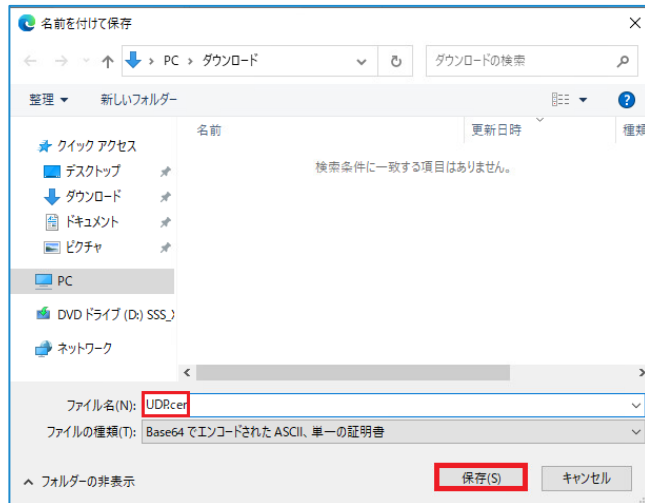 名前を付けて保存
PC › ダウンロード
ダウンロードの検索
整理
新しいフォルダー
名前
更新日時
種類
検索条件に一致する項目はありません。
クイック アクセス
デスクトップ
ダウンロード
ドキュメント
ピクチャ
PC
DVD ドライブ (D:) SSS_X
ネットワーク
ファイル名(N): UDP.cer
ファイルの種類(T): Base64 でエンコードされた ASCII、単一の証明書
フォルダーの非表示
保存(S)
キャンセル